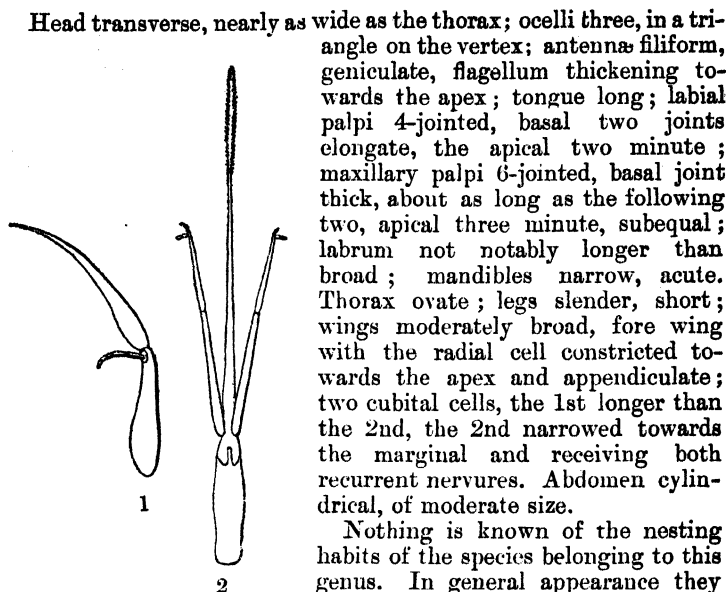 Head transverse, nearly as wide as the thorax; ocelli three, in a tri-
angle on the vertex; antennæ filiform,
geniculate, flagellum thickening to-
wards the apex; tongue long; labial
palpi 4-jointed, basal two joints
elongate, the apical two minute;
maxillary palpi 6-jointed, basal joint
thick, about as long as the following
two, apical three minute, subequal;
labrum not notably longer than
broad; mandibles narrow, acute.
Thorax ovate; legs slender, short;
wings moderately broad, fore wing
with the radial cell constricted to-
wards the apex and appendiculate;
two cubital cells, the 1st longer than
the 2nd, the 2nd narrowed towards
the marginal and receiving both
recurrent nervures. Abdomen cylin-
drical, of moderate size.
Nothing is known of the nesting
habits of the species belonging to this
genus. In general appearance they
1
2